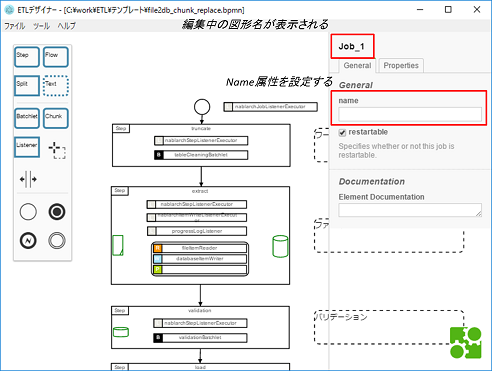 ETLデザイナー - [C:¥work¥ETL¥テンプレート¥file2db_chunk_replace.bpmn]
ファイル ツール ヘルプ
編集中の図形名が表示される
Step Flow
Split Text
Batchlet Chunk
Listener
N
Job_1
General Properties
General
Name属性を設定する
name
restartable
Specifies whether or not this job is
restartable.
Documentation
Element Documentation
nablarchJobListenerExecutor
Step truncate
nablarchStepListenerExecutor
B tableCleaningBatchlet
Step extract
nablarchStepListenerExecutor
nablarchItemWriteListenerExecut
or
progressLogListener
R fileItemReader
W databaseItemWriter
P
ファ
Step validation
nablarchStepListenerExecutor
B validationBatchlet
バリデーション
Step load